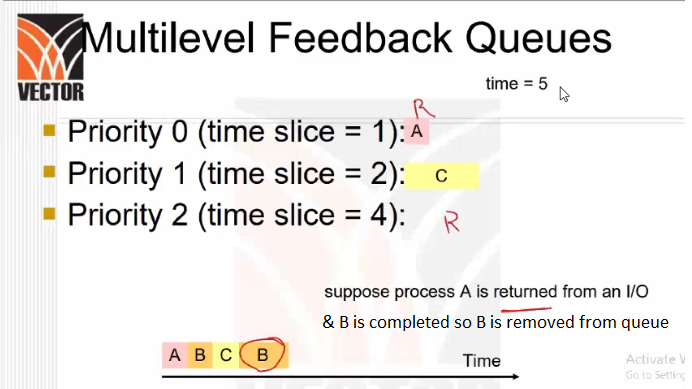 Multilevel Feedback Queues
VECTOR
time = 5
R
Priority 0 (time slice = 1): A
Priority 1 (time slice = 2): C
Priority 2 (time slice = 4):
R
suppose process A is returned from an I/O
& B is completed so B is removed from queue
A B C B
Time
Activate
Go to Setting